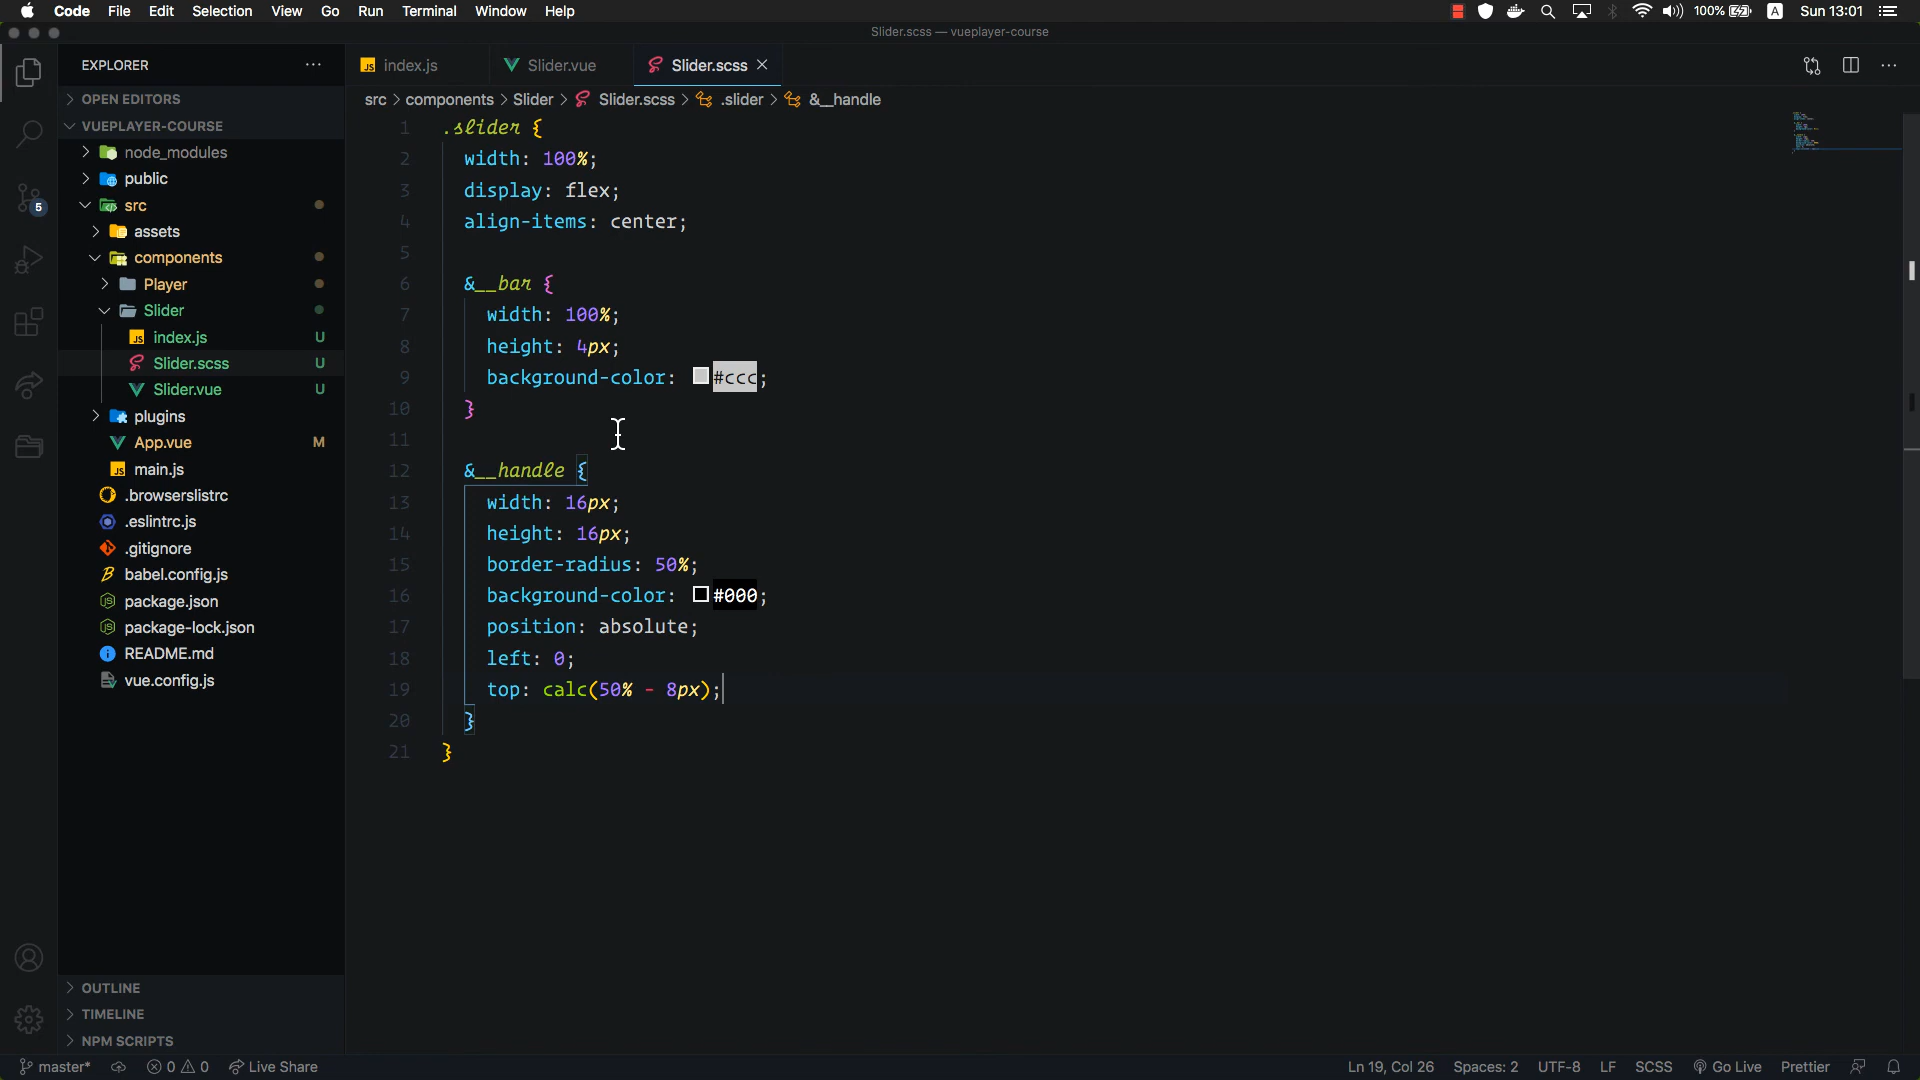 Code File Edit Selection View Go Run Terminal Window Help 100% A Sun 13:01
Slider.scss — vueplayer-course
EXPLORER
index.js Slider.vue Slider.scss
src > components > Slider > Slider.scss > .slider > &__handle
OPEN EDITORS
VUEPLAYER-COURSE
node_modules
public
src
assets
components
Player
Slider
index.js U
Slider.scss U
Slider.vue U
plugins
App.vue M
main.js
.browserslistrc
.eslintrc.js
.gitignore
babel.config.js
package.json
package-lock.json
README.md
vue.config.js
5
OUTLINE
TIMELINE
NPM SCRIPTS
1 .slider {
2 width: 100%;
3 display: flex;
4 align-items: center;
5
6 &__bar {
7 width: 100%;
8 height: 4px;
9 background-color: #ccc;
10 }
11
12 &__handle {
13 width: 16px;
14 height: 16px;
15 border-radius: 50%;
16 background-color: #000;
17 position: absolute;
18 left: 0;
19 top: calc(50% - 8px);
20 }
21 }
master* 0 0 Live Share Ln 19, Col 26 Spaces: 2 UTF-8 LF SCSS Go Live Prettier